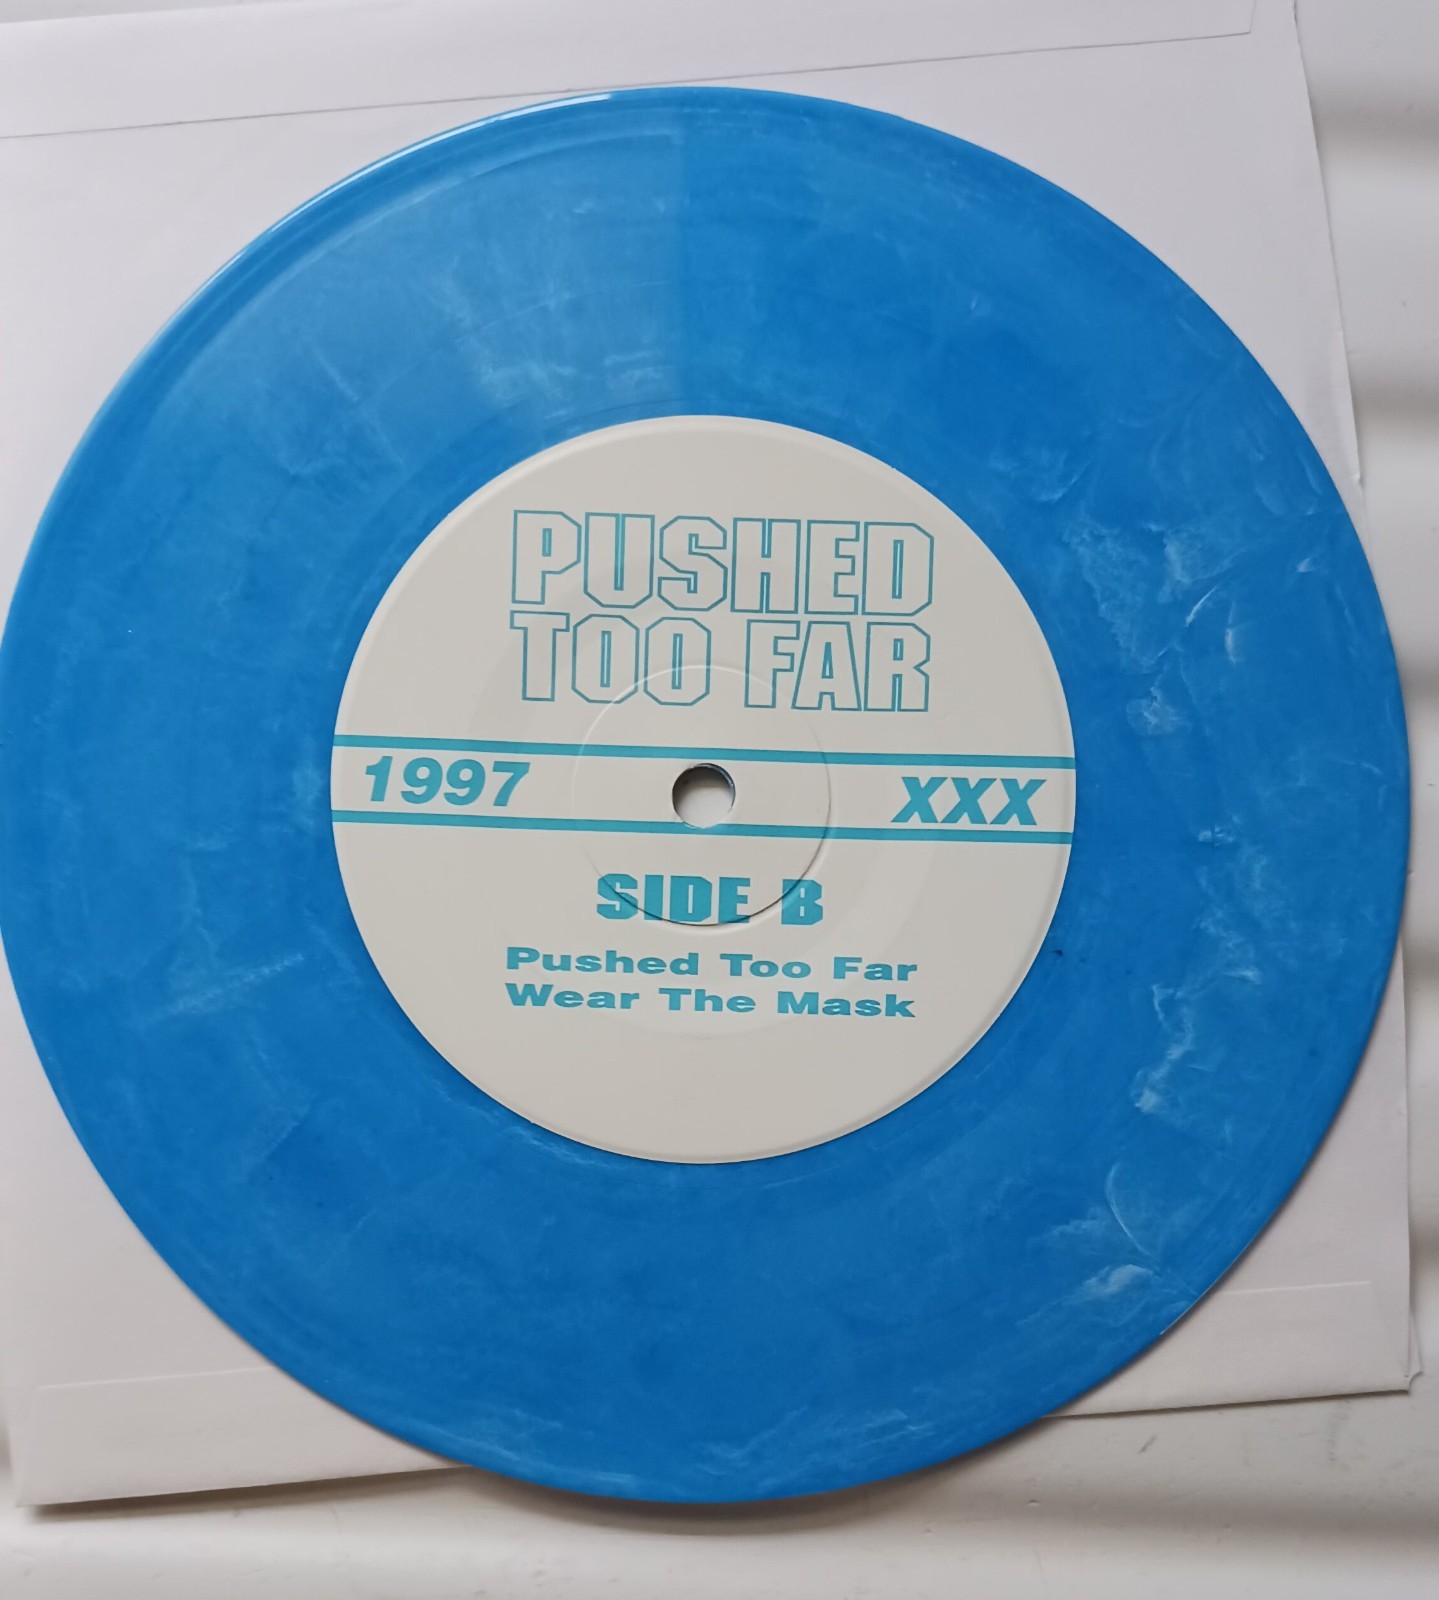 PUSHED
TOO FAR
1997 XXX
SIDE B
Pushed Too Far
Wear The Mask